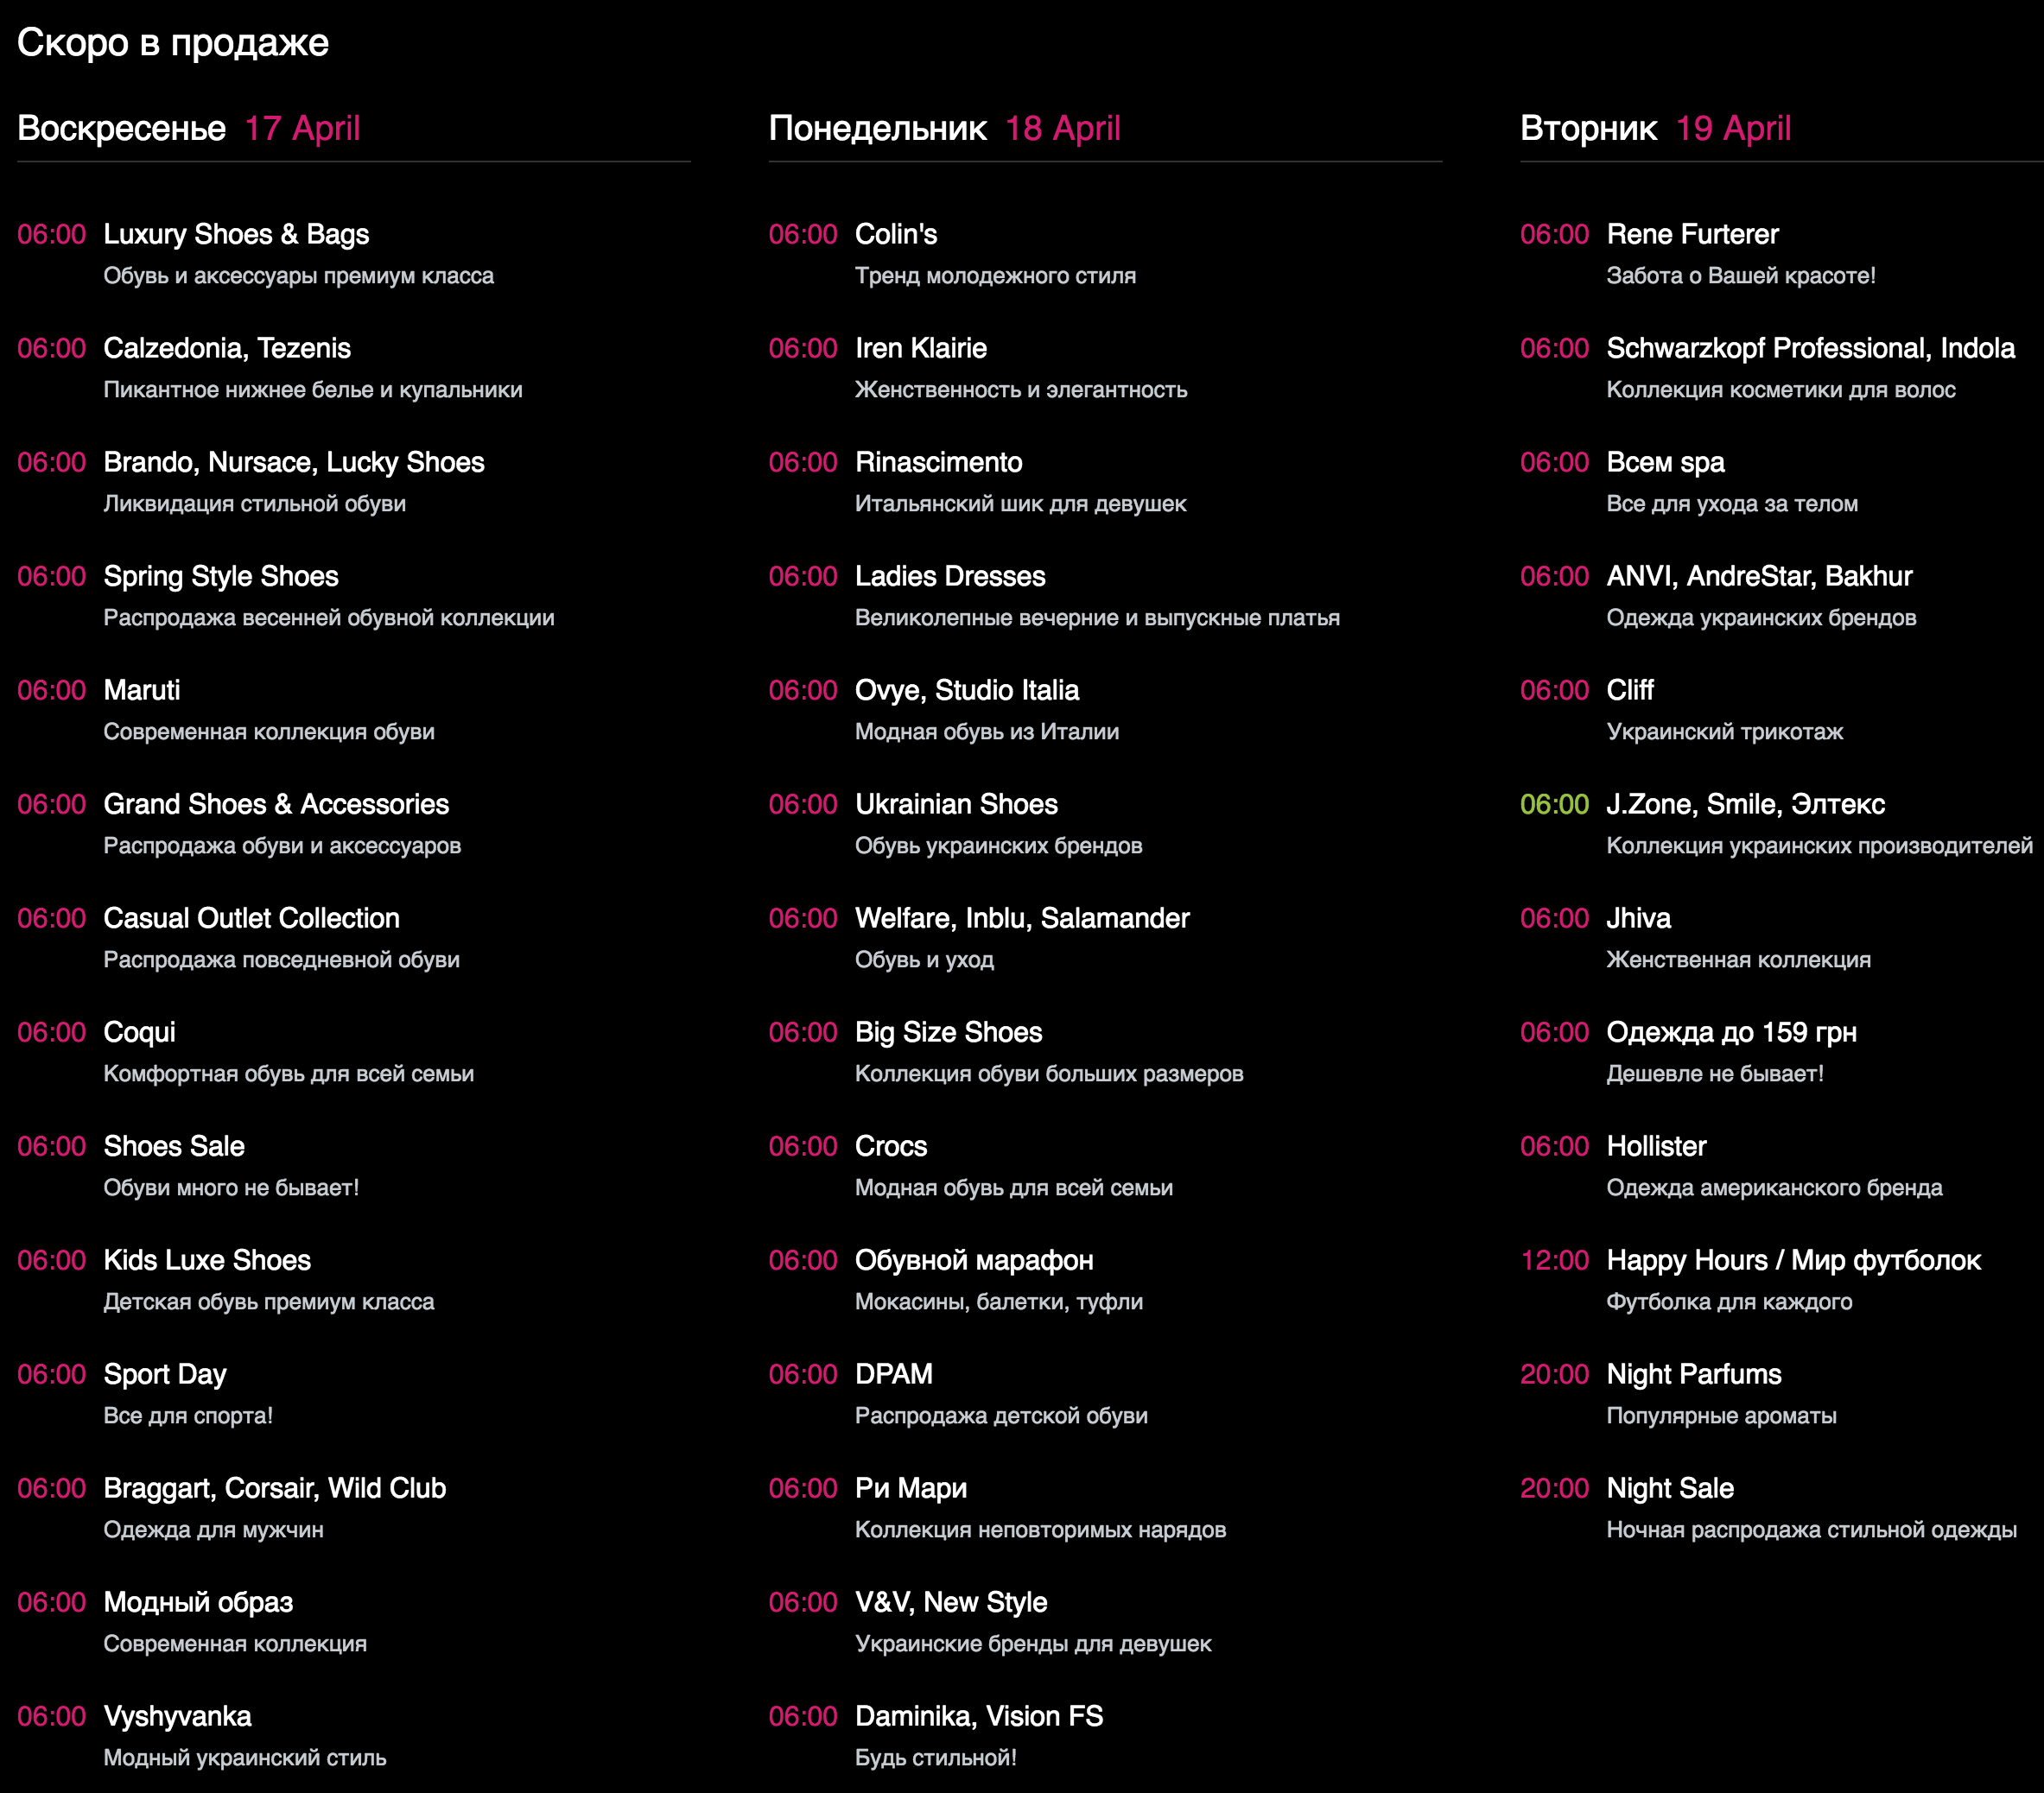 Скоро в продаже
Воскресенье 17 April
06:00 Luxury Shoes & Bags
Обувь и аксессуары премиум класса
06:00 Calzedonia, Tezenis
Пикантное нижнее белье и купальники
06:00 Brando, Nursace, Lucky Shoes
Ликвидация стильной обуви
06:00 Spring Style Shoes
Распродажа весенней обувной коллекции
06:00 Maruti
Современная коллекция обуви
06:00 Grand Shoes & Accessories
Распродажа обуви и аксессуаров
06:00 Casual Outlet Collection
Распродажа повседневной обуви
06:00 Coqui
Комфортная обувь для всей семьи
06:00 Shoes Sale
Обуви много не бывает!
06:00 Kids Luxe Shoes
Детская обувь премиум класса
06:00 Sport Day
Все для спорта!
06:00 Braggart, Corsair, Wild Club
Одежда для мужчин
06:00 Модный образ
Современная коллекция
06:00 Vyshyvanka
Модный украинский стиль
Понедельник 18 April
06:00 Colin's
Тренд молодежного стиля
06:00 Iren Klairie
Женственность и элегантность
06:00 Rinascimento
Итальянский шик для девушек
06:00 Ladies Dresses
Великолепные вечерние и выпускные платья
06:00 Ovye, Studio Italia
Модная обувь из Италии
06:00 Ukrainian Shoes
Обувь украинских брендов
06:00 Welfare, Inblu, Salamander
Обувь и уход
06:00 Big Size Shoes
Коллекция обуви больших размеров
06:00 Crocs
Модная обувь для всей семьи
06:00 Обувной марафон
Мокасины, балетки, туфли
06:00 DPAM
Распродажа детской обуви
06:00 Ри Мари
Коллекция неповторимых нарядов
06:00 V&V, New Style
Украинские бренды для девушек
06:00 Daminika, Vision FS
Будь стильной!
Вторник 19 April
06:00 Rene Furterer
Забота о Вашей красоте!
06:00 Schwarzkopf Professional, Indola
Коллекция косметики для волос
06:00 Всем spa
Все для ухода за телом
06:00 ANVI, AndreStar, Bakhur
Одежда украинских брендов
06:00 Cliff
Украинский трикотаж
06:00 J.Zone, Smile, Элтекс
Коллекция украинских производителей
06:00 Jhiva
Женственная коллекция
06:00 Одежда до 159 грн
Дешевле не бывает!
06:00 Hollister
Одежда американского бренда
12:00 Happy Hours / Мир футболок
Футболка для каждого
20:00 Night Parfums
Популярные ароматы
20:00 Night Sale
Ночная распродажа стильной одежды